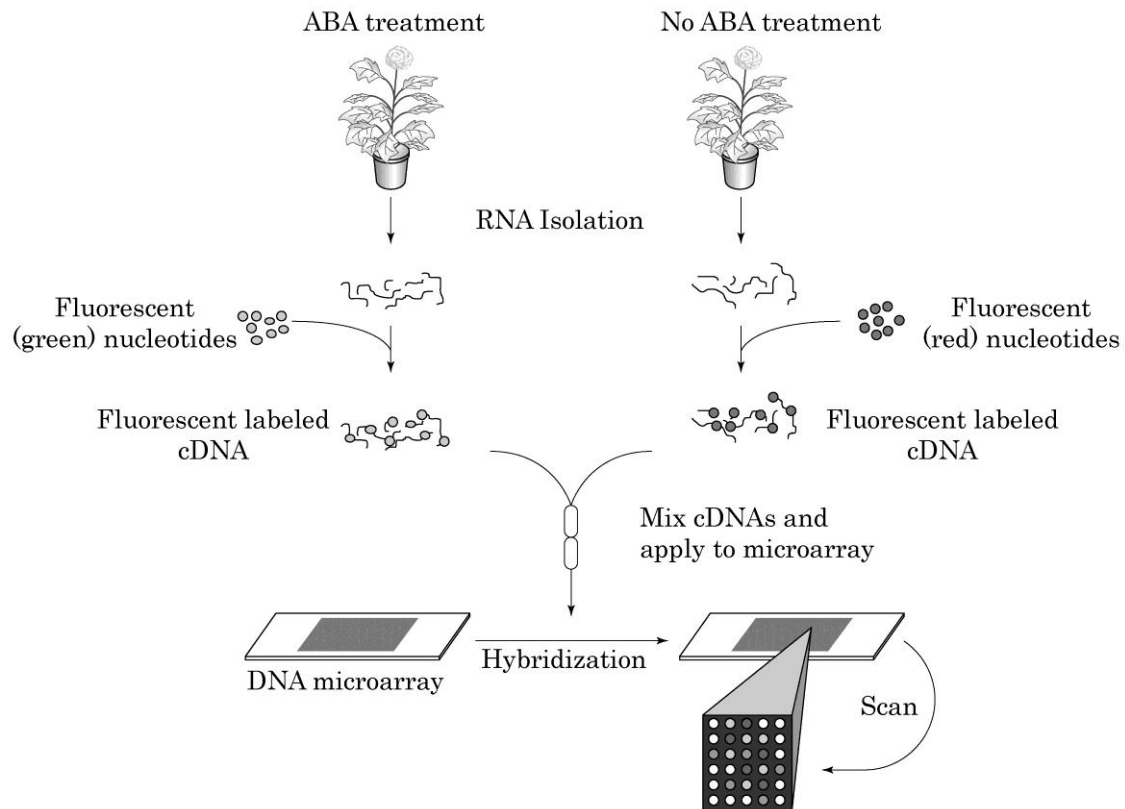 ABA treatment
No ABA treatment
RNA Isolation
Fluorescent
(green) nucleotides
Fluorescent
(red) nucleotides
Fluorescent labeled
cDNA
Fluorescent labeled
cDNA
Mix cDNAs and
apply to microarray
DNA microarray
Hybridization
Scan